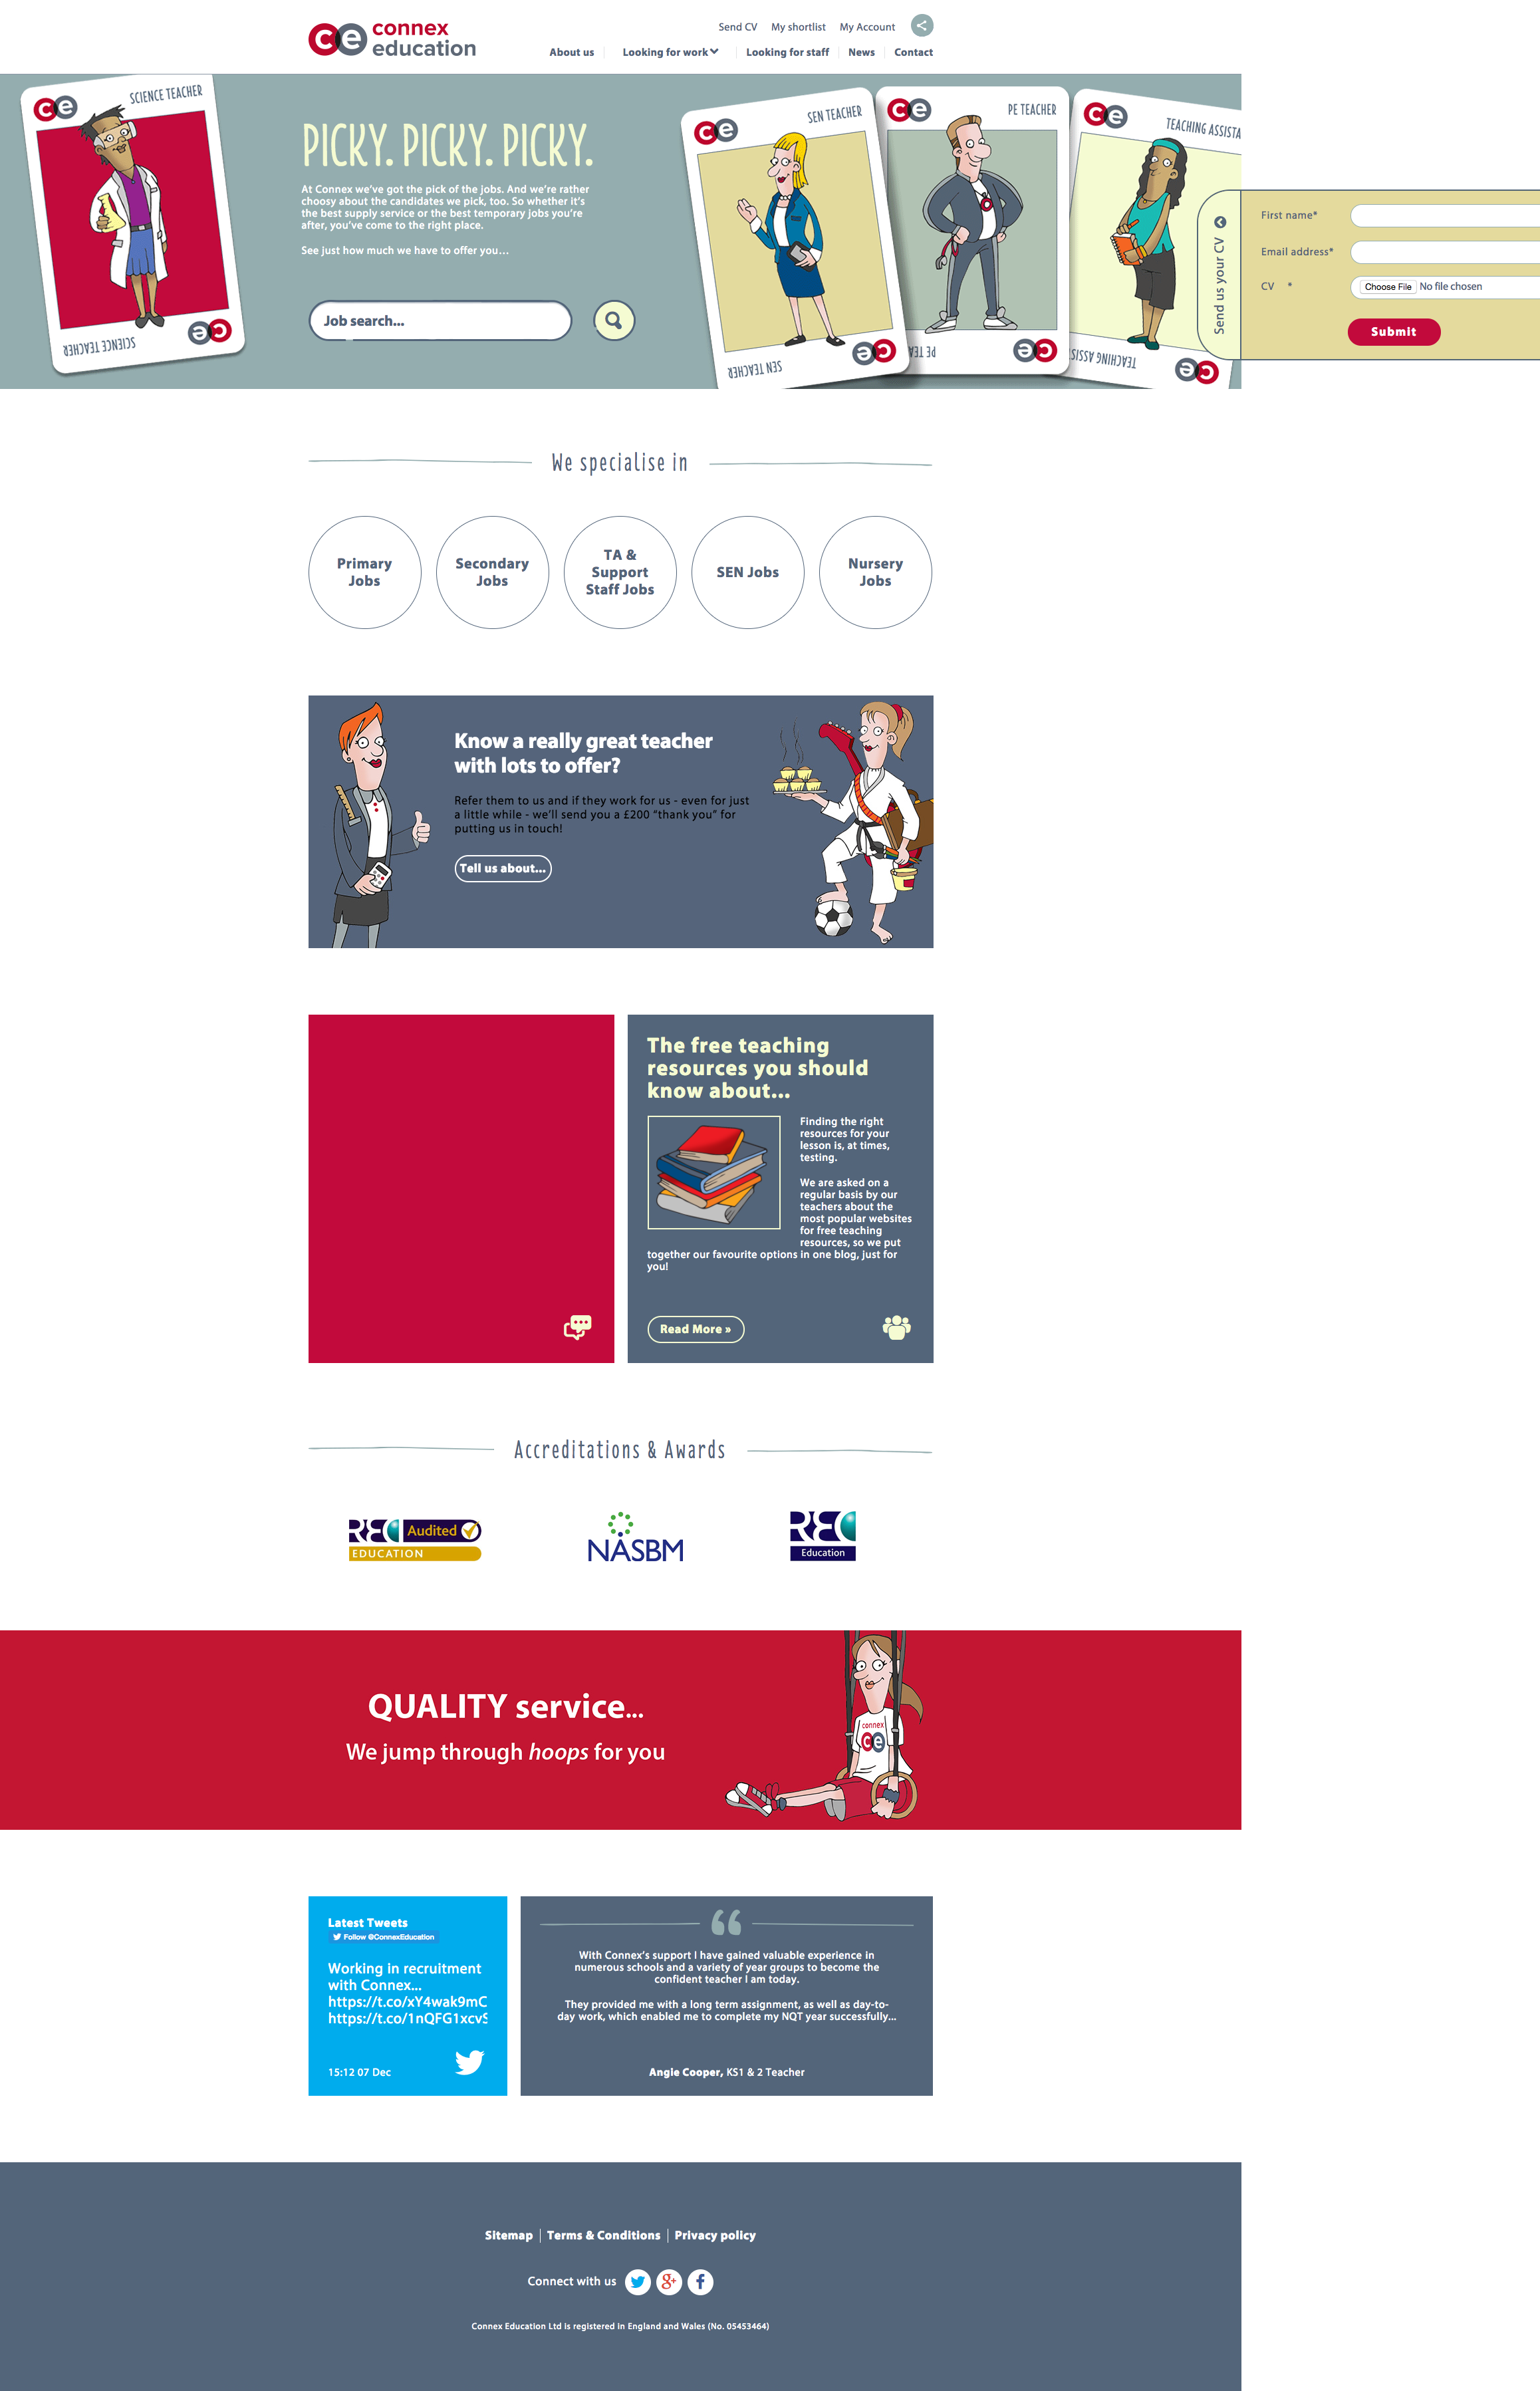 ce connex
education
Send CV My shortlist My Account
About us Looking for work Looking for staff News Contact
ce SCIENCE TEACHER
SCIENCE TEACHER ce
PICKY. PICKY. PICKY.
At Connex we've got the pick of the jobs. And we're rather
choosy about the candidates we pick, too. So whether it's
the best supply service or the best temporary jobs you're
after, you've come to the right place.
See just how much we have to offer you...
Job search...
ce SEN TEACHER
SEN TEACHER ce
ce PE TEACHER
PE TEACHER ce
ce TEACHING ASSISTA
TEACHING ASSIS ce
Send us your CV
First name*
Email address*
CV *
Choose File No file chosen
Submit
We specialise in
Primary
Jobs
Secondary
Jobs
TA &
Support
Staff Jobs
SEN Jobs
Nursery
Jobs
Know a really great teacher
with lots to offer?
Refer them to us and if they work for us - even for just
a little while - we'll send you a £200 "thank you" for
putting us in touch!
Tell us about...
The free teaching
resources you should
know about...
Finding the right
resources for your
lesson is, at times,
testing.
We are asked on a
regular basis by our
teachers about the
most popular websites
for free teaching
resources, so we put
together our favourite options in one blog, just for
you!
Read More »
Accreditations & Awards
REC Audited
EDUCATION
NASBM
REC
Education
QUALITY service...
We jump through hoops for you
connex
ce
Latest Tweets
Follow @ConnexEducation
Working in recruitment
with Connex...
https://t.co/xY4wak9mC
https://t.co/1nQFG1xcvS
15:12 07 Dec
“
With Connex's support I have gained valuable experience in
numerous schools and a variety of year groups to become the
confident teacher I am today.
They provided me with a long term assignment, as well as day-to-
day work, which enabled me to complete my NQT year successfully...
Angie Cooper, KS1 & 2 Teacher
Sitemap Terms & Conditions Privacy policy
Connect with us g+ f
Connex Education Ltd is registered in England and Wales (No. 05453464)